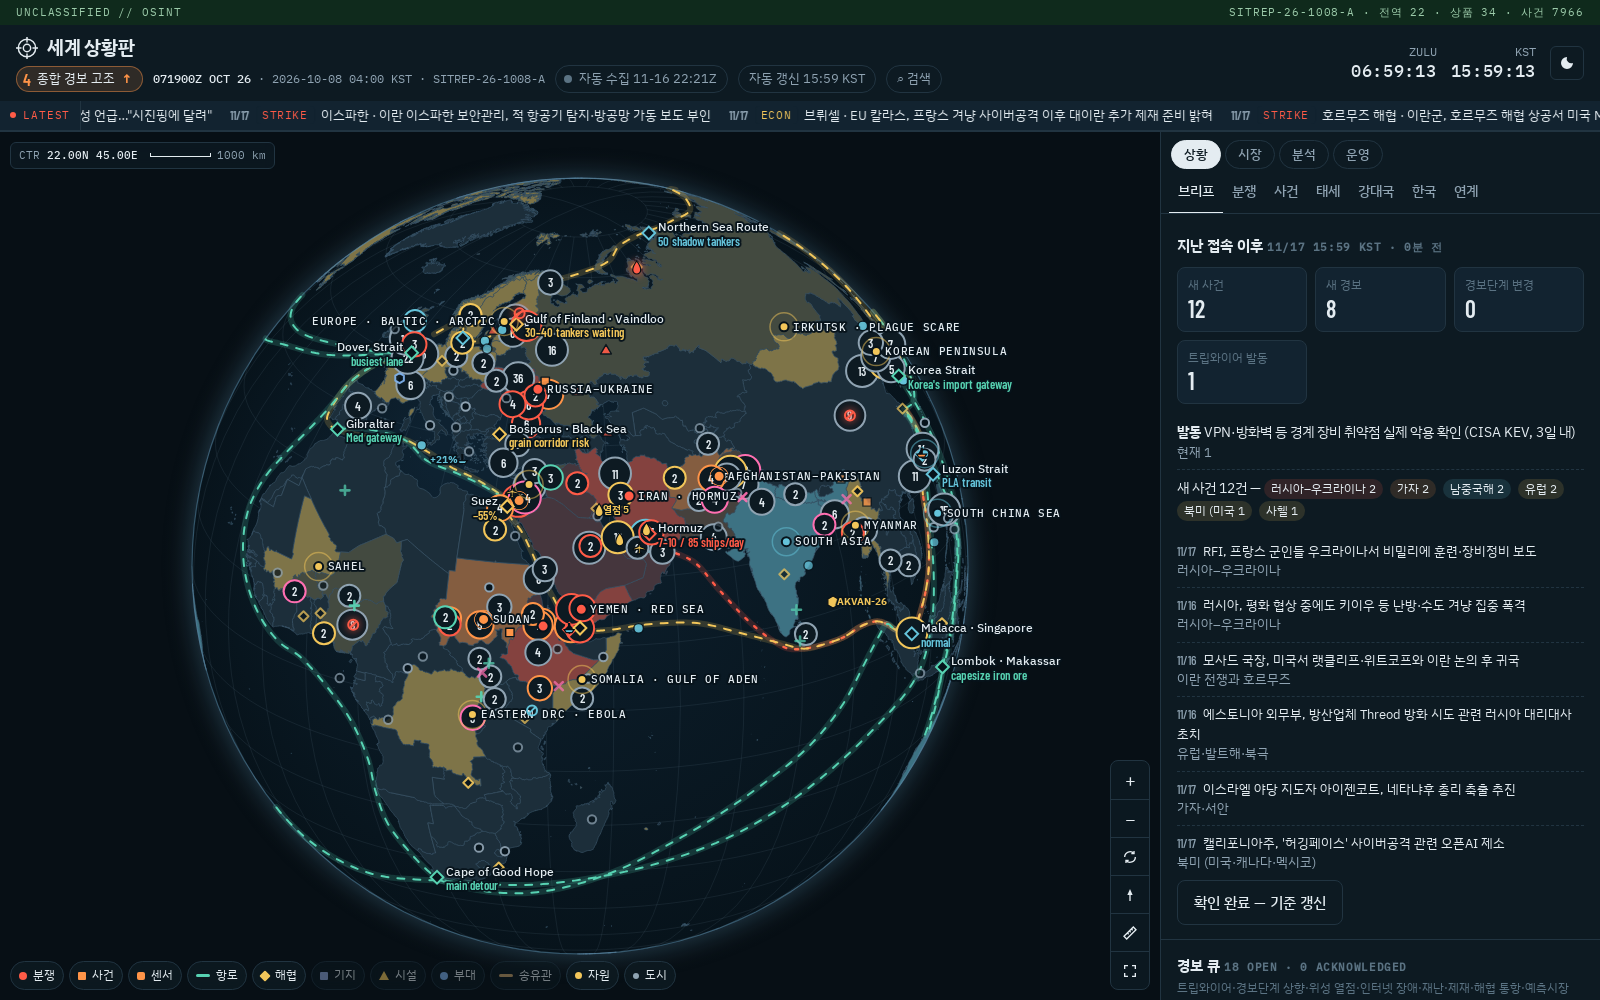 UNCLASSIFIED // OSINT
SITREP-26-1008-A · 전역 22 · 상품 34 · 사건 7966
세계 상황판
4 종합 경보 고조 ↑
071900Z OCT 26 · 2026-10-08 04:00 KST · SITREP-26-1008-A
자동 수집 11-16 22:21Z
자동 갱신 15:59 KST
검색
ZULU
06:59:13
KST
15:59:13
LATEST
성 언급…"시진핑에 달려"
11/17 STRIKE 이스파한 · 이란 이스파한 보안관리, 적 항공기 탐지·방공망 가동 보도 부인
11/17 ECON 브뤼셀 · EU 칼라스, 프랑스 겨냥 사이버공격 이후 대이란 추가 제재 준비 밝혀
11/17 STRIKE 호르무즈 해협 · 이란군, 호르무즈 해협 상공서 미국
CTR 22.00N 45.00E
1000 km
Northern Sea Route
50 shadow tankers
EUROPE · BALTIC · ARCTIC
Gulf of Finland · Vaindloo
30–40 tankers waiting
Dover Strait
busiest lane
IRKUTSK · PLAGUE SCARE
KOREAN PENINSULA
Korea Strait
Korea's import gateway
RUSSIA–UKRAINE
Gibraltar
Med gateway
Bosporus · Black Sea
grain corridor risk
+21%
Luzon Strait
PLA transit
AFGHANISTAN–PAKISTAN
IRAN · HORMUZ
열점 5
Suez
-55%
SOUTH CHINA SEA
Hormuz
7–10 / 85 ships/day
MYANMAR
SOUTH ASIA
SAHEL
AKVAN-26
YEMEN · RED SEA
SUDAN
Malacca · Singapore
normal
Lombok · Makassar
capesize iron ore
SOMALIA · GULF OF ADEN
EASTERN DRC · EBOLA
Cape of Good Hope
main detour
분쟁
사건
센서
항로
해협
기지
시설
부대
송유관
자원
도시
상황
시장
분석
운영
브리프
분쟁
사건
태세
강대국
한국
연계
지난 접속 이후 11/17 15:59 KST · 0분 전
새 사건
12
새 경보
8
경보단계 변경
0
트립와이어 발동
1
발동 VPN·방화벽 등 경계 장비 취약점 실제 악용 확인 (CISA KEV, 3일 내)
현재 1
새 사건 12건 — 러시아–우크라이나 2 가자 2 남중국해 2 유럽 2
북미 (미국 1 사헬 1
11/17 RFI, 프랑스 군인들 우크라이나서 비밀리에 훈련·장비정비 보도
러시아–우크라이나
11/16 러시아, 평화 협상 중에도 키이우 등 난방·수도 겨냥 집중 폭격
러시아–우크라이나
11/16 모사드 국장, 미국서 랫클리프·위트코프와 이란 논의 후 귀국
이란 전쟁과 호르무즈
11/16 에스토니아 외무부, 방산업체 Threod 방화 시도 관련 러시아 대리대사
초치
유럽·발트해·북극
11/17 이스라엘 야당 지도자 아이젠코트, 네타냐후 총리 축출 추진
가자·서안
11/17 캘리포니아주, '허깅페이스' 사이버공격 관련 오픈AI 제소
북미 (미국·캐나다·멕시코)
확인 완료 — 기준 갱신
경보 큐 18 OPEN · 0 ACKNOWLEDGED
트립와이어·경보단계 상향·위성 열점·인터넷 장애·재난·제재·해협 통항·예측시장